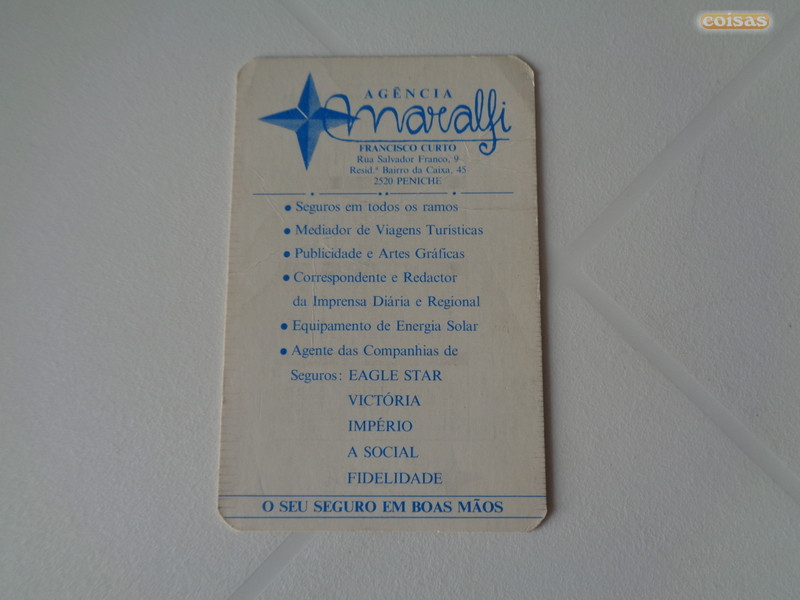 coisas
AGÊNCIA
Maralfi
FRANCISCO CURTO
Rua Salvador Franco, 9
Resid.ª Bairro da Caixa, 45
2520 PENICHE
• Seguros em todos os ramos
• Mediador de Viagens Turísticas
• Publicidade e Artes Gráficas
• Correspondente e Redactor
da Imprensa Diária e Regional
• Equipamento de Energia Solar
• Agente das Companhias de
Seguros: EAGLE STAR
VICTÓRIA
IMPÉRIO
A SOCIAL
FIDELIDADE
O SEU SEGURO EM BOAS MÃOS